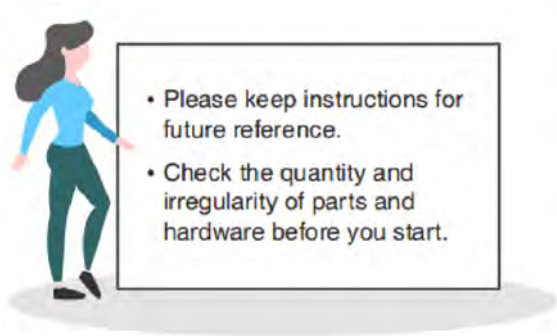 • Please keep instructions for
future reference.
• Check the quantity and
irregularity of parts and
hardware before you start.